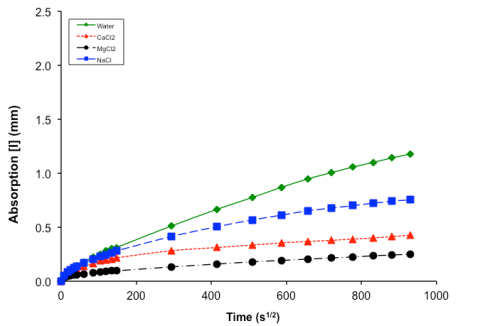 2.5
Water
CaCl2
MgCl2
NaCl
2.0
1.5
1.0
0.5
0.0
Absorption [I] (mm)
0 200 400 600 800 1000
Time (s1/2)